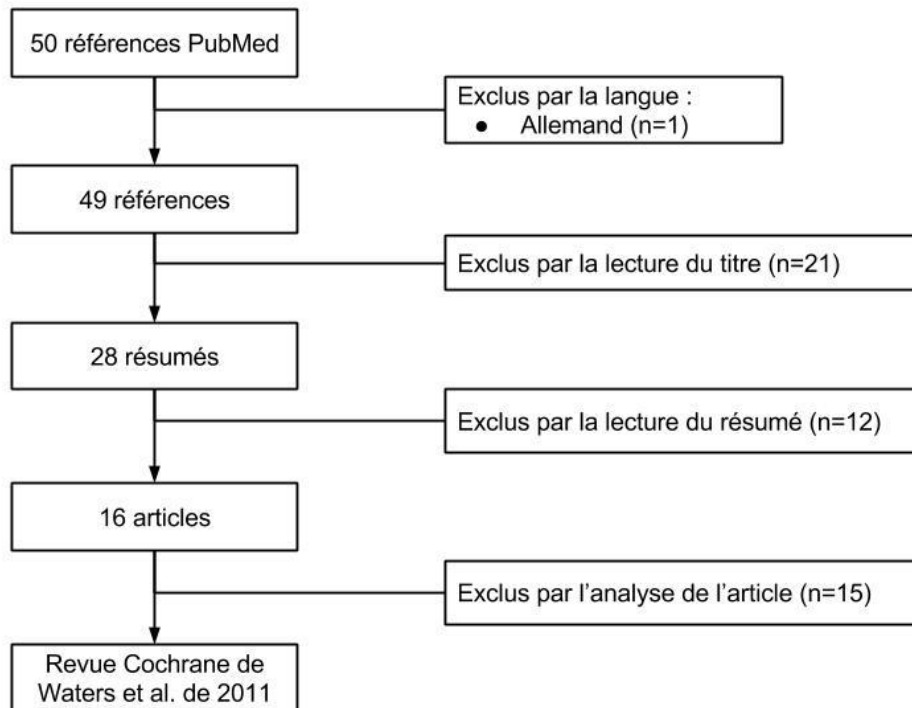 50 références PubMed
Exclus par la langue :
● Allemand (n=1)
49 références
Exclus par la lecture du titre (n=21)
28 résumés
Exclus par la lecture du résumé (n=12)
16 articles
Exclus par l'analyse de l'article (n=15)
Revue Cochrane de
Waters et al. de 2011